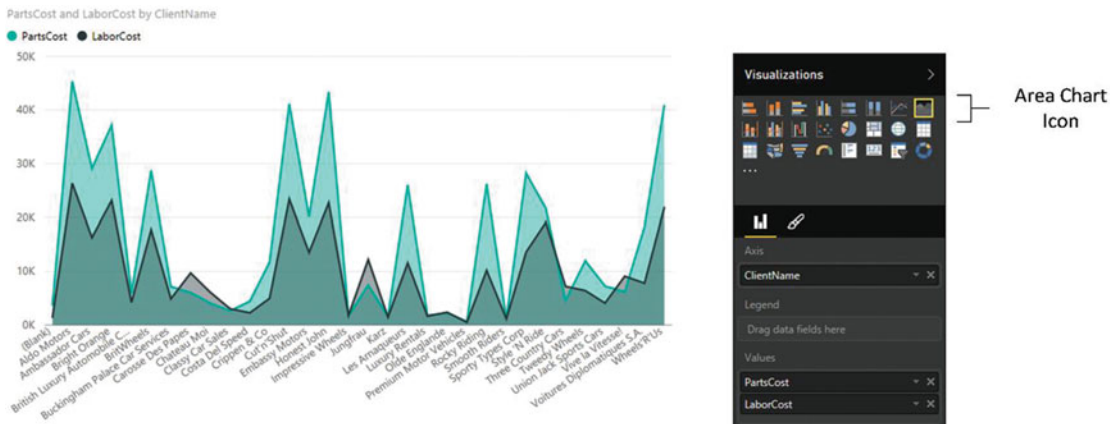 PartsCost and LaborCost by ClientName
PartsCost LaborCost
50K
40K
30K
20K
10K
0K
(Blank)
Aldo Motors
Ambassador Cars
Bright Orange
British Luxury Automobile C...
BritWheels
Buckingham Palace Car Services
Carosse Des Papes
Chateau Moi
Classy Car Sales
Costa Del Speed
Crippen & Co
Cut'n'Shut
Embassy Motors
Honest John
Impressive Wheels
Jungfrau
Karz
Les Arnaqueurs
Luxury Rentals
Olde Englande
Premium Motor Vehicles
Rocky Riding
Smooth Riders
Sporty Types Corp
Style 'N Ride
Three Country Cars
Tweedy Wheels
Union Jack Sports Cars
Vive la Vitesse!
Voitures Diplomatiques S.A.
Wheels'R'Us
Visualizations
Axis
ClientName
Legend
Drag data fields here
Values
PartsCost
LaborCost
Area Chart
Icon